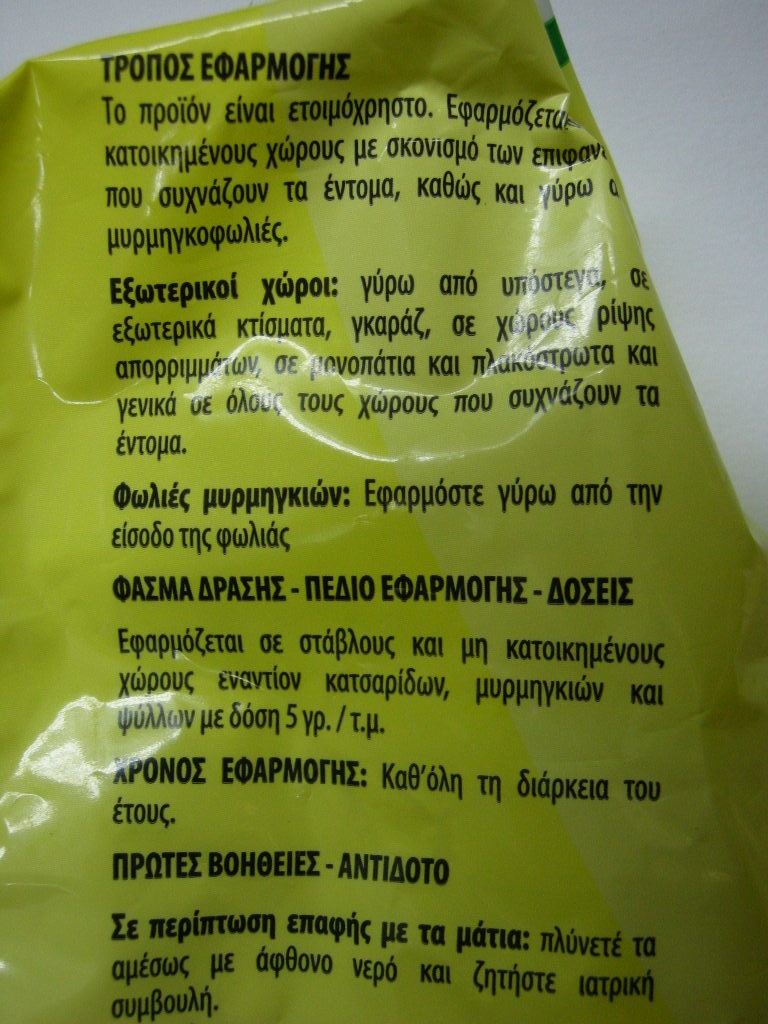 ΤΡΟΠΟΣ ΕΦΑΡΜΟΓΗΣ
Το προϊόν είναι ετοιμόχρηστο. Εφαρμόζεται
κατοικημένους χώρους με σκονισμό των
που συχνάζουν τα έντομα, καθώς και γύρω
μυρμηγκοφωλιές.
Εξωτερικοί χώροι: γύρω από υπόστεγα, σε
εξωτερικά κτίσματα, γκαράζ, σε χώρους ρίψης
απορριμμάτων, σε μονοπάτια και πλακόστρωτα και
γενικά σε όλους τους χώρους που συχνάζουν τα
έντομα.
Φωλιές μυρμηγκιών: Εφαρμόστε γύρω από την
είσοδο της φωλιάς
ΦΑΣΜΑ ΔΡΑΣΗΣ - ΠΕΔΙΟ ΕΦΑΡΜΟΓΗΣ - ΔΟΣΕΙΣ
Εφαρμόζεται σε στάβλους και μη κατοικημένους
χώρους εναντίον κατσαρίδων, μυρμηγκιών και
ψύλλων με δόση 5 γρ. / τ.μ.
ΧΡΟΝΟΣ ΕΦΑΡΜΟΓΗΣ: Καθ'όλη τη διάρκεια του
έτους.
ΠΡΩΤΕΣ ΒΟΗΘΕΙΕΣ - ΑΝΤΙΔΟΤΟ
Σε περίπτωση επαφής με τα μάτια: πλύνετέ τα
αμέσως με άφθονο νερό και ζητήστε ιατρική
συμβουλή.